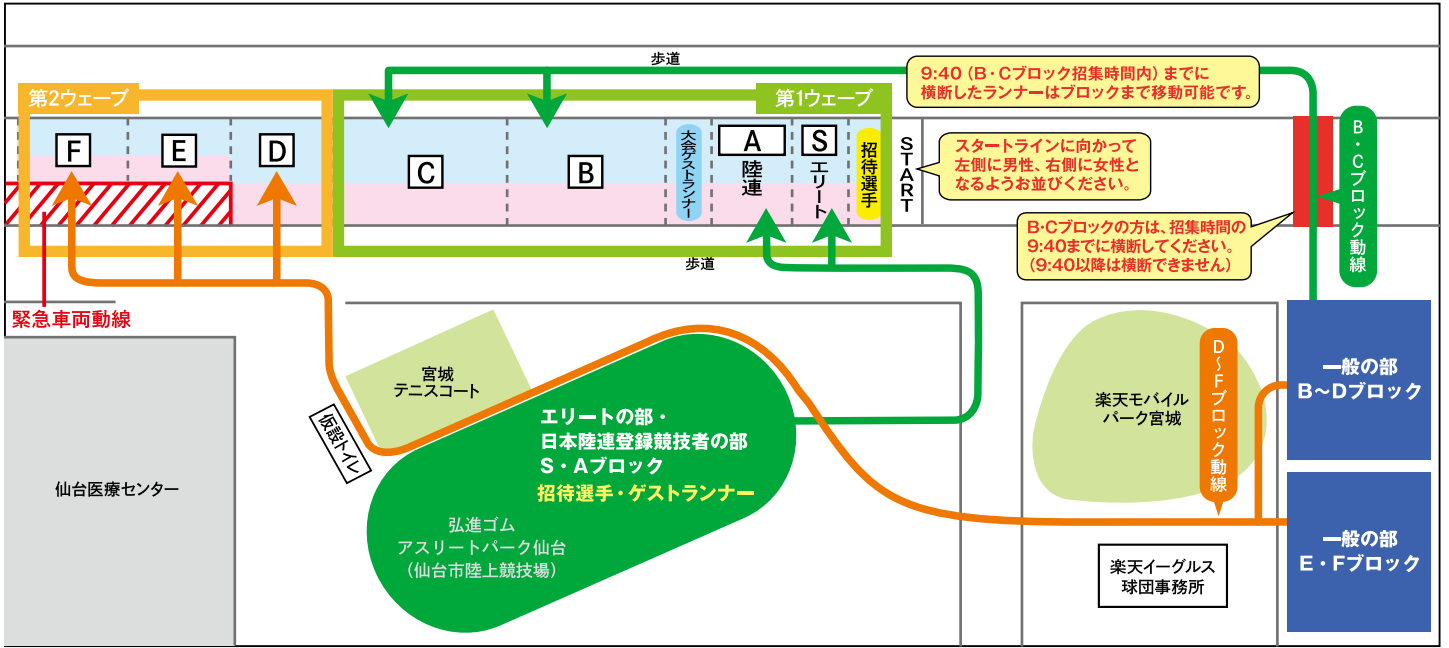 歩道
9:40（B・Cブロック招集時間内）までに
横断したランナーはブロックまで移動可能です。
第2ウェーブ
第1ウェーブ
F
E
D
C
B
大会ゲストランナー
A
陸連
S
エリート
招待選手
START
スタートラインに向かって
左側に男性、右側に女性と
なるようお並びください。
B・Cブロック動線
B・Cブロックの方は、招集時間の
9:40までに横断してください。
（9:40以降は横断できません）
歩道
緊急車両動線
宮城
テニスコート
仮設トイレ
エリートの部・
日本陸連登録競技者の部
S・Aブロック
招待選手・ゲストランナー
弘進ゴム
アスリートパーク仙台
（仙台市陸上競技場）
仙台医療センター
楽天モバイル
パーク宮城
D〜Fブロック動線
一般の部
B〜Dブロック
一般の部
E・Fブロック
楽天イーグルス
球団事務所